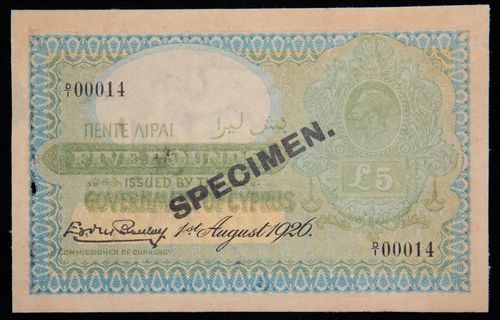 D/1 00014
ΠΕΝΤΕ ΛΙΡΑΙ بش ليرا
FIVE POUNDS
£5
ISSUED BY THE
GOVERNMENT OF CYPRUS
SPECIMEN.
1st August 1926.
D/1 00014
COMMISSIONER OF CURRENCY